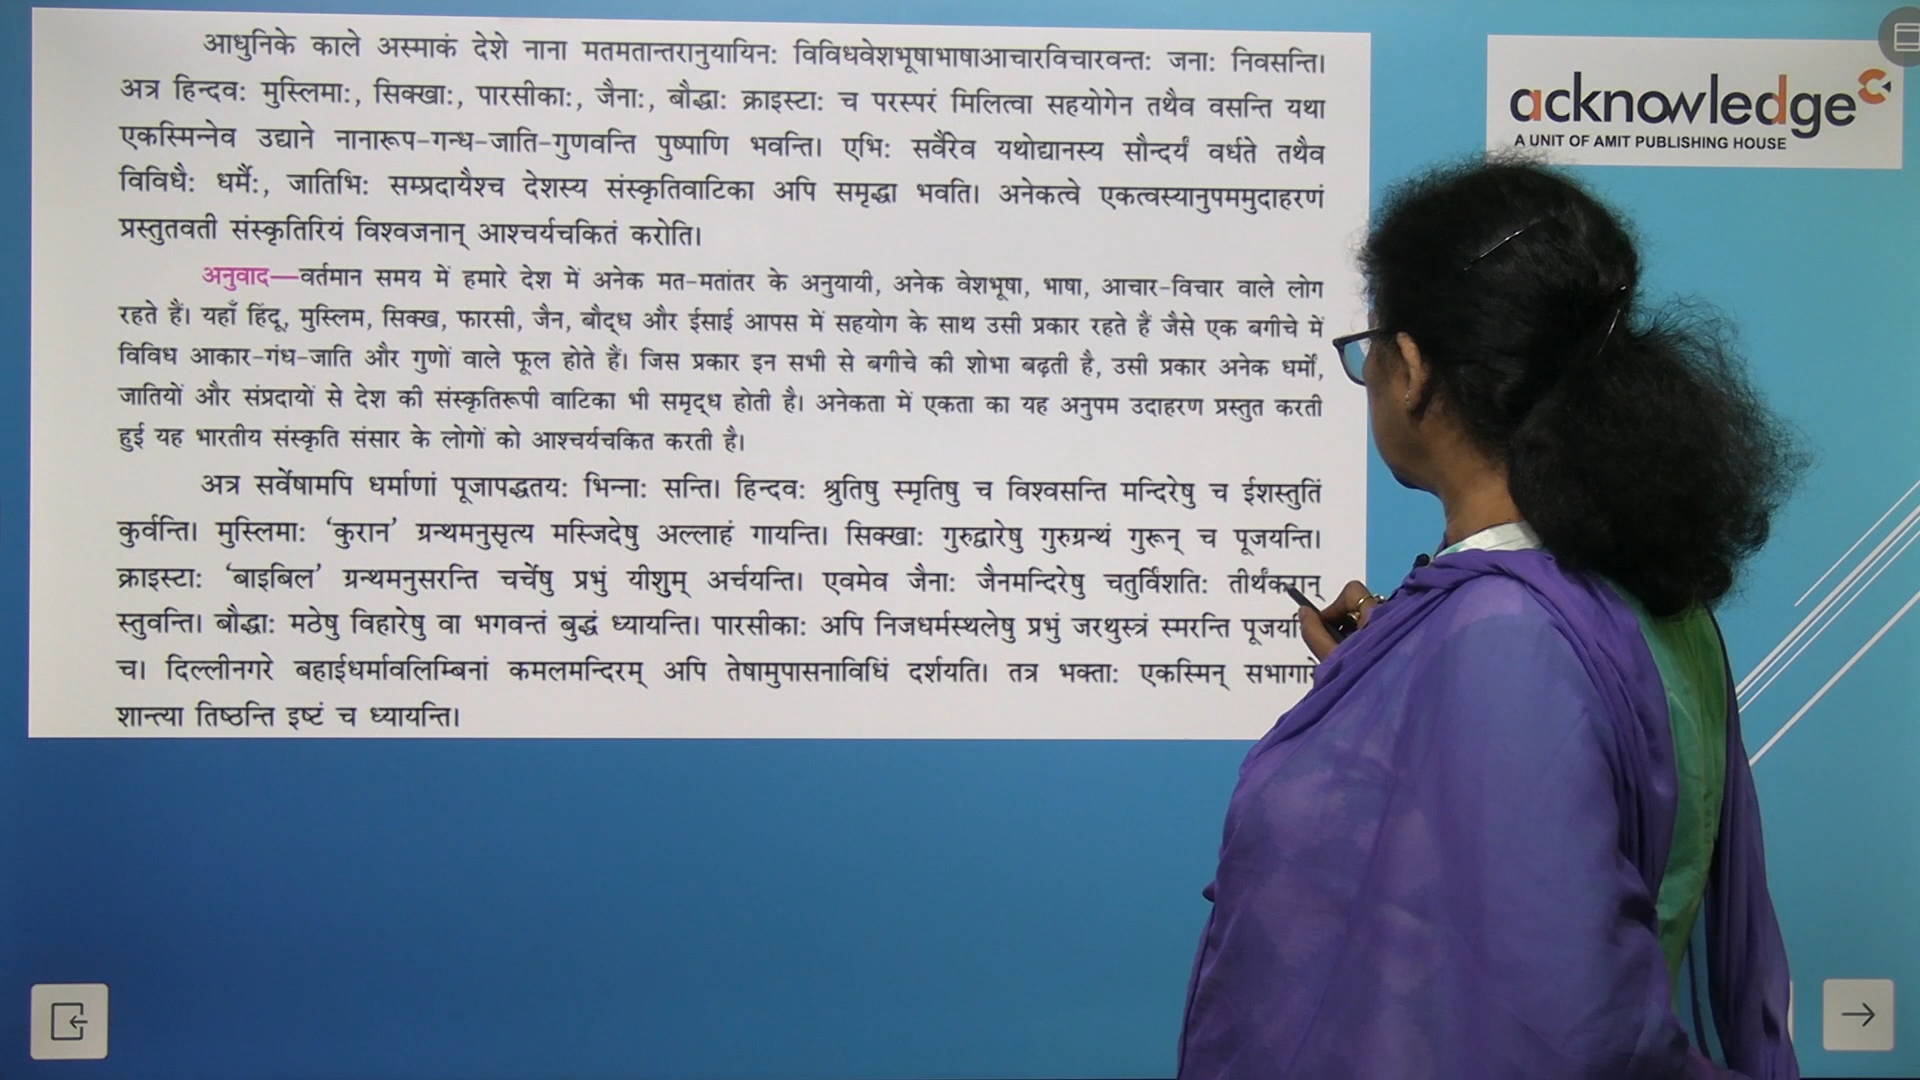 आधुनिके काले अस्माकं देशे नाना मतमतान्तरानुयायिनः विविधवेशभूषाभाषाआचारविचारवन्तः जनाः निवसन्ति।
अत्र हिन्दवः मुस्लिमाः, सिक्खाः, पारसीकाः, जैनाः, बौद्धाः क्राइस्टाः च परस्परं मिलित्वा सहयोगेन तथैव वसन्ति यथा
एकस्मिन्नेव उद्याने नानारूप-गन्ध-जाति-गुणवन्ति पुष्पाणि भवन्ति। एभिः सर्वैरेव यथोद्यानस्य सौन्दर्यं वर्धते तथैव
विविधैः धर्मैः, जातिभिः सम्प्रदायैश्च देशस्य संस्कृतिवाटिका अपि समृद्धा भवति। अनेकत्वे एकत्वस्यानुपममुदाहरणं
प्रस्तुतवती संस्कृतिरियं विश्वजनान् आश्चर्यचकितं करोति।
अनुवाद—वर्तमान समय में हमारे देश में अनेक मत-मतांतर के अनुयायी, अनेक वेशभूषा, भाषा, आचार-विचार वाले लोग
रहते हैं। यहाँ हिंदू, मुस्लिम, सिक्ख, फारसी, जैन, बौद्ध और ईसाई आपस में सहयोग के साथ उसी प्रकार रहते हैं जैसे एक बगीचे में
विविध आकार-गंध-जाति और गुणों वाले फूल होते हैं। जिस प्रकार इन सभी से बगीचे की शोभा बढ़ती है, उसी प्रकार अनेक धर्मों,
जातियों और संप्रदायों से देश की संस्कृतिरूपी वाटिका भी समृद्ध होती है। अनेकता में एकता का यह अनुपम उदाहरण प्रस्तुत करती
हुई यह भारतीय संस्कृति संसार के लोगों को आश्चर्यचकित करती है।
अत्र सर्वेषामपि धर्माणां पूजापद्धतयः भिन्नाः सन्ति। हिन्दवः श्रुतिषु स्मृतिषु च विश्वसन्ति मन्दिरेषु च ईशस्तुतिं
कुर्वन्ति। मुस्लिमाः 'कुरान' ग्रन्थमनुसृत्य मस्जिदेषु अल्लाहं गायन्ति। सिक्खाः गुरुद्वारेषु गुरुग्रन्थं गुरून् च पूजयन्ति।
क्राइस्टाः 'बाइबिल' ग्रन्थमनुसरन्ति चर्चेषु प्रभुं यीशुम् अर्चयन्ति। एवमेव जैनाः जैनमन्दिरेषु चतुर्विंशतिः तीर्थंकरान्
स्तुवन्ति। बौद्धाः मठेषु विहारेषु वा भगवन्तं बुद्धं ध्यायन्ति। पारसीकाः अपि निजधर्मस्थलेषु प्रभुं जरथुस्त्रं स्मरन्ति
च। दिल्लीनगरे बहाईधर्मावलिम्बिनां कमलमन्दिरम् अपि तेषामुपासनाविधिं दर्शयति। तत्र भक्ताः एकस्मिन् सभागारे
शान्त्या तिष्ठन्ति इष्टं च ध्यायन्ति।
acknowledge
A UNIT OF AMIT PUBLISHING HOUSE